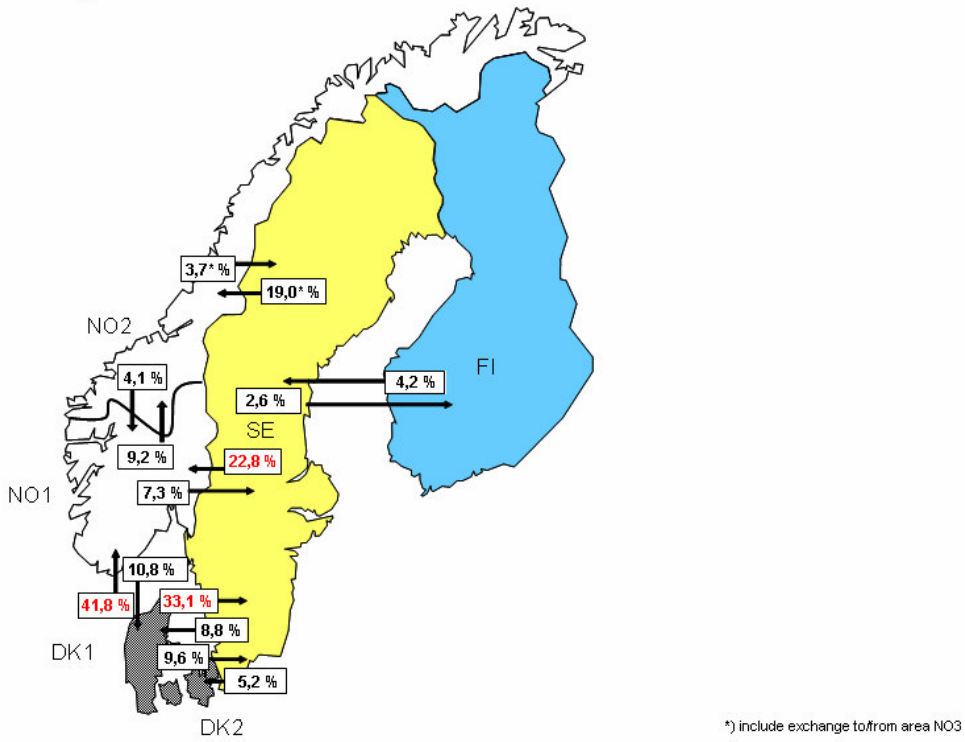 3,7* %
19,0* %
NO2
4,1 %
FI
4,2 %
2,6 %
SE
9,2 %
22,8 %
NO1
7,3 %
10,8 %
41,8 %
33,1 %
8,8 %
DK1
9,6 %
5,2 %
DK2
*) include exchange to/from area NO3